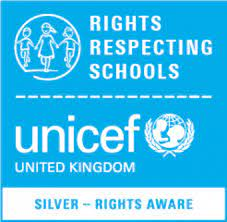 RIGHTS
RESPECTING
SCHOOLS
unicef
UNITED KINGDOM
SILVER – RIGHTS AWARE